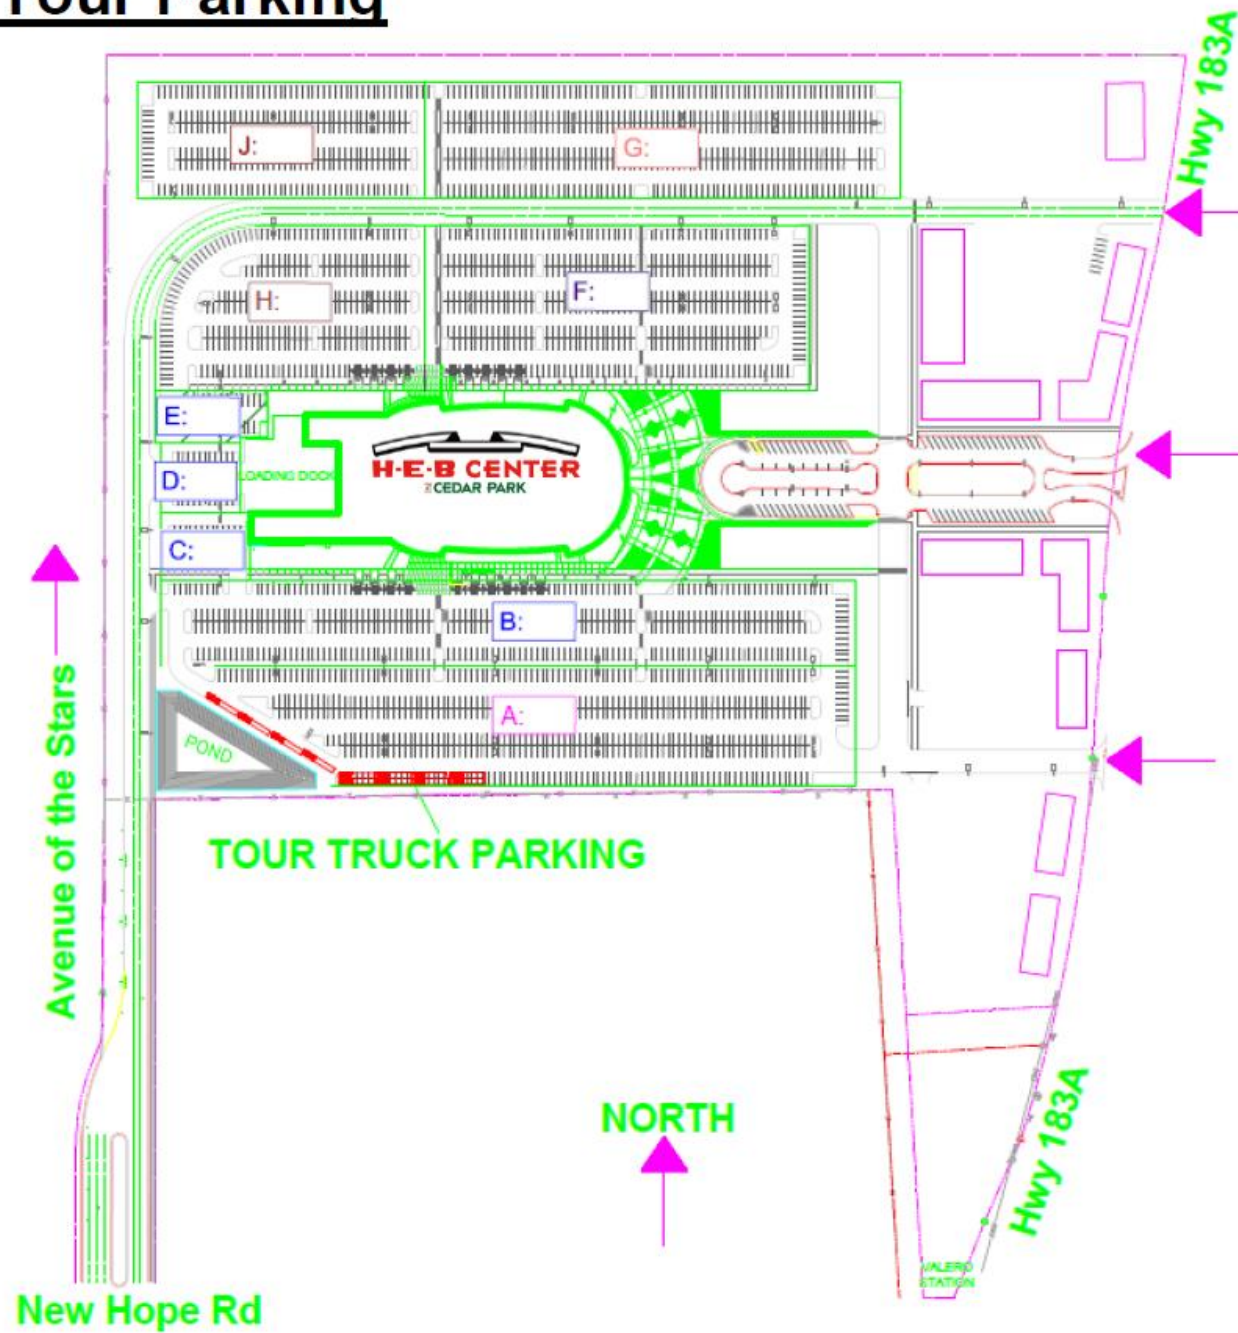 Tour Parking
Hwy 183A
J:
G:
H:
F:
E:
D:
LOADING DOCK
H-E-B CENTER
CEDAR PARK
C:
B:
A:
POND
Avenue of the Stars
TOUR TRUCK PARKING
NORTH
Hwy 183A
VALERO
STATION
New Hope Rd